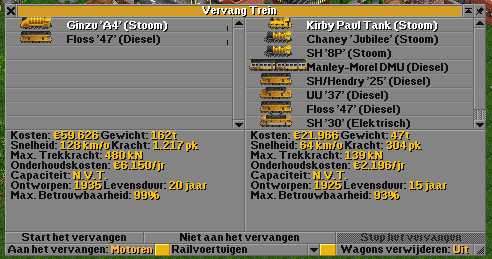 Vervang Trein
Ginzu 'A4' (Stoom)
Floss '47' (Diesel)
Kirby Paul Tank (Stoom)
Chaney 'Jubilee' (Stoom)
SH '8P' (Stoom)
Manley-Morel DMU (Diesel)
SH/Hendry '25' (Diesel)
UU '37' (Diesel)
Floss '47' (Diesel)
SH '30' (Elektrisch)
Kosten: €59.626 Gewicht: 162t
Snelheid: 128 km/u Kracht: 1.217 pk
Max. Trekkracht: 480 kN
Onderhoudskosten: €6.150/jr
Capaciteit: N.V.T.
Ontworpen: 1935 Levensduur: 20 jaar
Max. Betrouwbaarheid: 99%
Kosten: €21.966 Gewicht: 47t
Snelheid: 64 km/u Kracht: 304 pk
Max. Trekkracht: 139 kN
Onderhoudskosten: €2.196/jr
Capaciteit: N.V.T.
Ontworpen: 1925 Levensduur: 15 jaar
Max. Betrouwbaarheid: 93%
Start het vervangen
Niet aan het vervangen
Stop het vervangen
Aan het vervangen: Motoren
Railvoertuigen
Wagons verwijderen: Uit